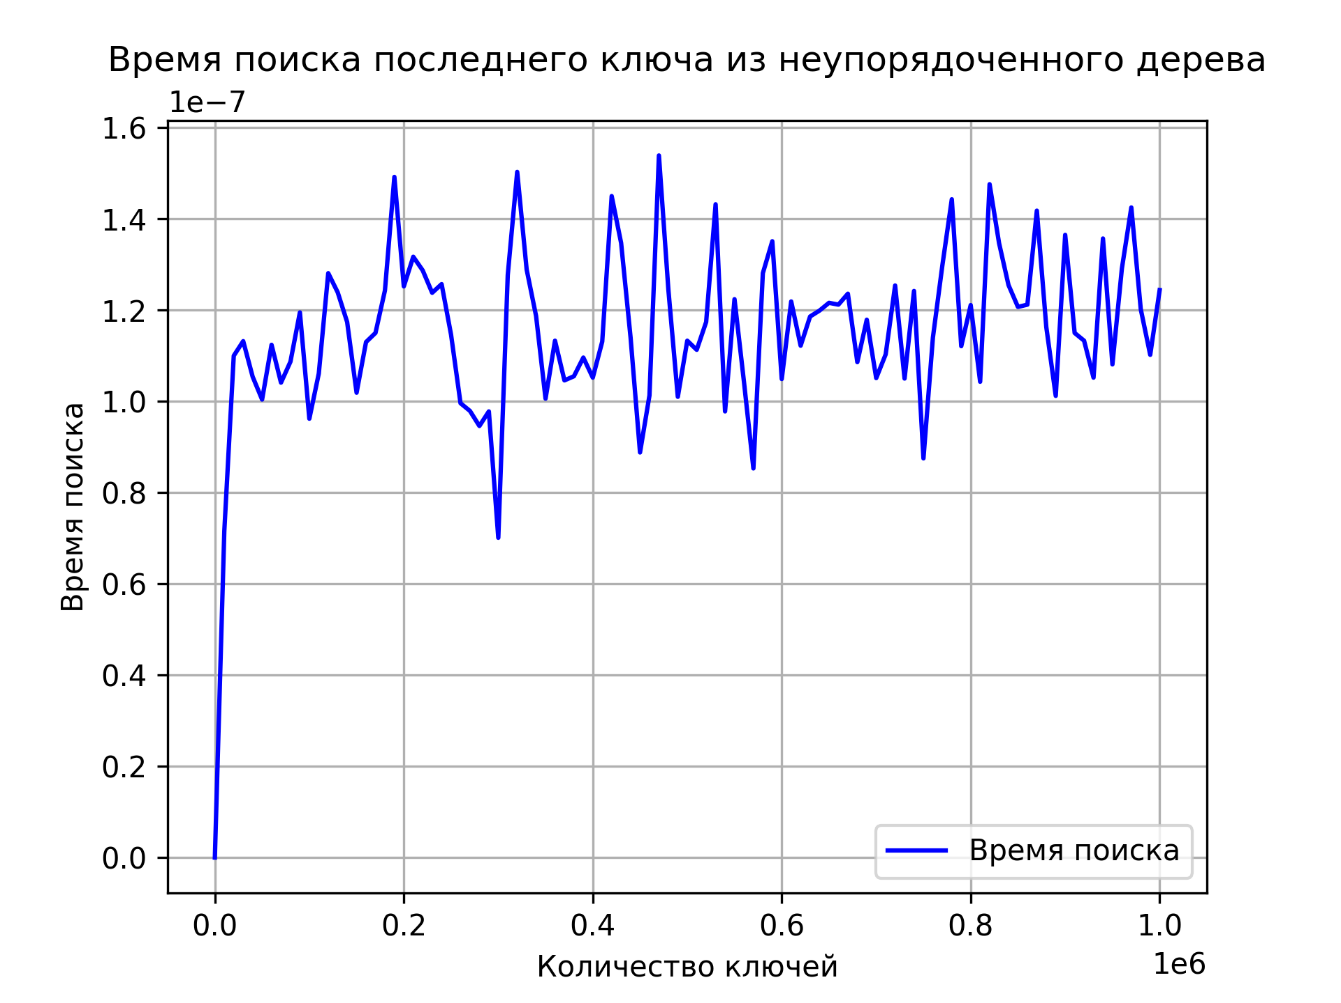 Время поиска последнего ключа из неупорядоченного дерева
1e−7
1.6
1.4
1.2
1.0
0.8
0.6
0.4
0.2
0.0
Время поиска
Время поиска
0.0 0.2 0.4 0.6 0.8 1.0
Количество ключей
1e6